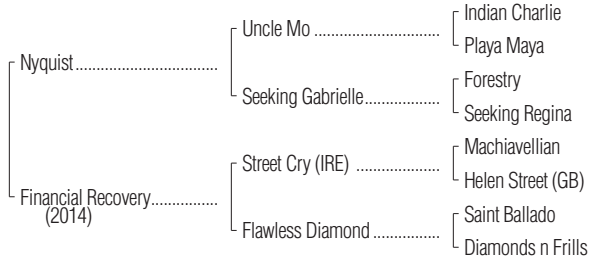 Indian Charlie
Uncle Mo ................................
Playa Maya
Nyquist....................................
Forestry
Seeking Gabrielle...................
Seeking Regina
Machiavellian
Street Cry (IRE) .....................
Helen Street (GB)
Financial Recovery................
(2014)
Saint Ballado
Flawless Diamond .................
Diamonds n Frills